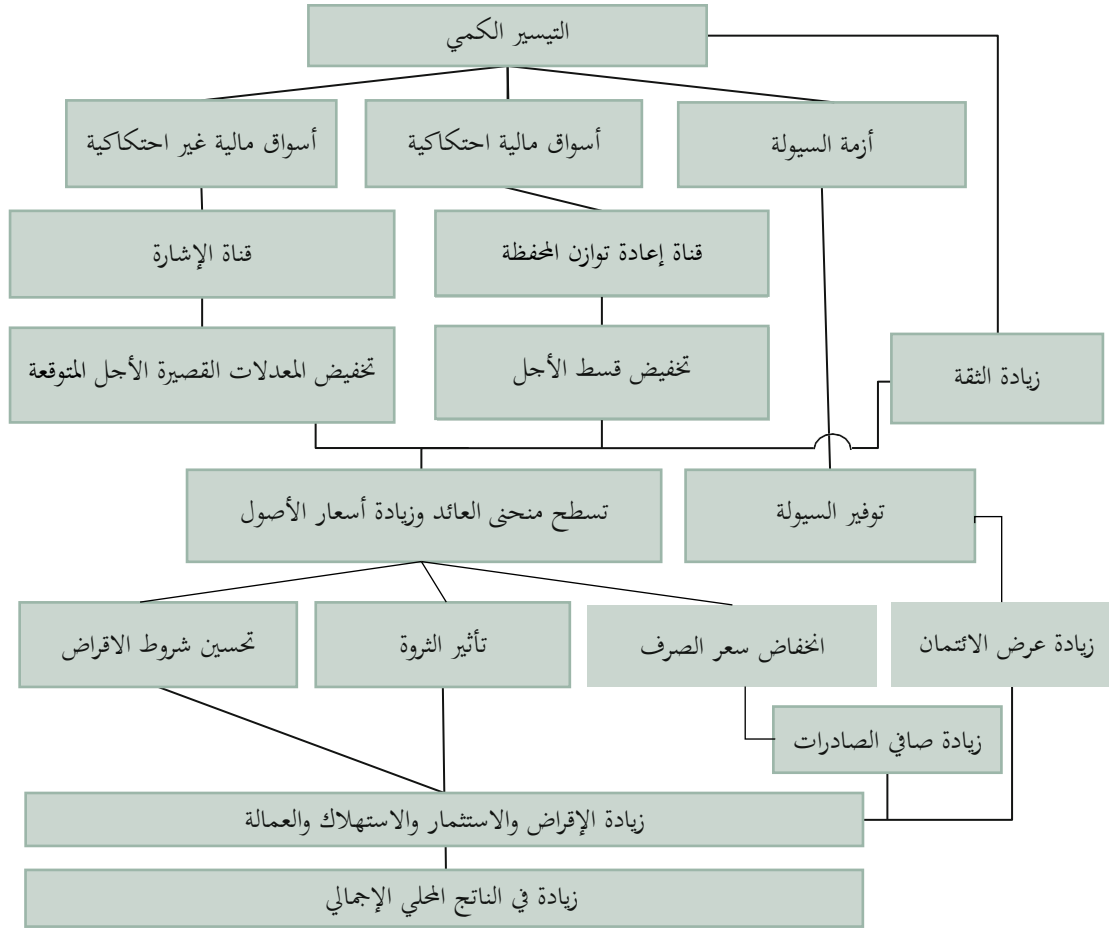 التيسير الكمي
أزمة السيولة
أسواق مالية احتكاكية
أسواق مالية غير احتكاكية
قناة إعادة توازن المحفظة
قناة الإشارة
زيادة الثقة
تخفيض قسط الأجل
تخفيض المعدلات القصيرة الأجل المتوقعة
توفير السيولة
تسطح منحنى العائد وزيادة أسعار الأصول
زيادة عرض الائتمان
انخفاض سعر الصرف
تأثير الثروة
تحسين شروط الاقراض
زيادة صافي الصادرات
زيادة الإقراض والاستثمار والاستهلاك والعمالة
زيادة في الناتج المحلي الإجمالي